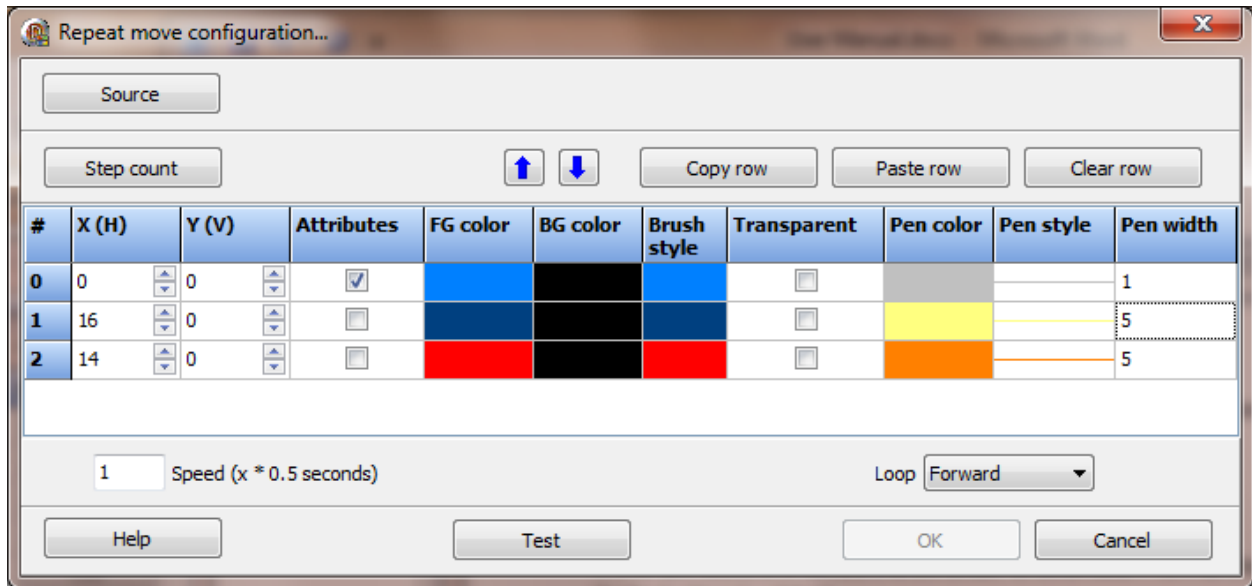 Repeat move configuration...
Source
Step count Copy row Paste row Clear row
# X (H) Y (V) Attributes FG color BG color Brush style Transparent Pen color Pen style Pen width
0 0 0 1
1 16 0 5
2 14 0 5
1 Speed (x * 0.5 seconds) Loop Forward
Help Test OK Cancel